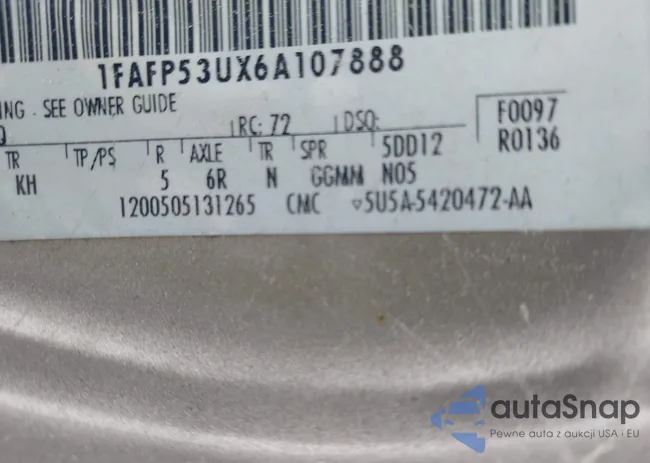 1FAFP53UX6A107888
ING . SEE OWNER GUIDE
RC: 72 DSO: F0097
TR TP/PS R AXLE TR SPR 5DD12 R0136
KH 5 6R N GGMM N05
1200505131265 CMC ▿5U5A-5420472-AA
autaSnap
Pewne auta z aukcji USA i EU